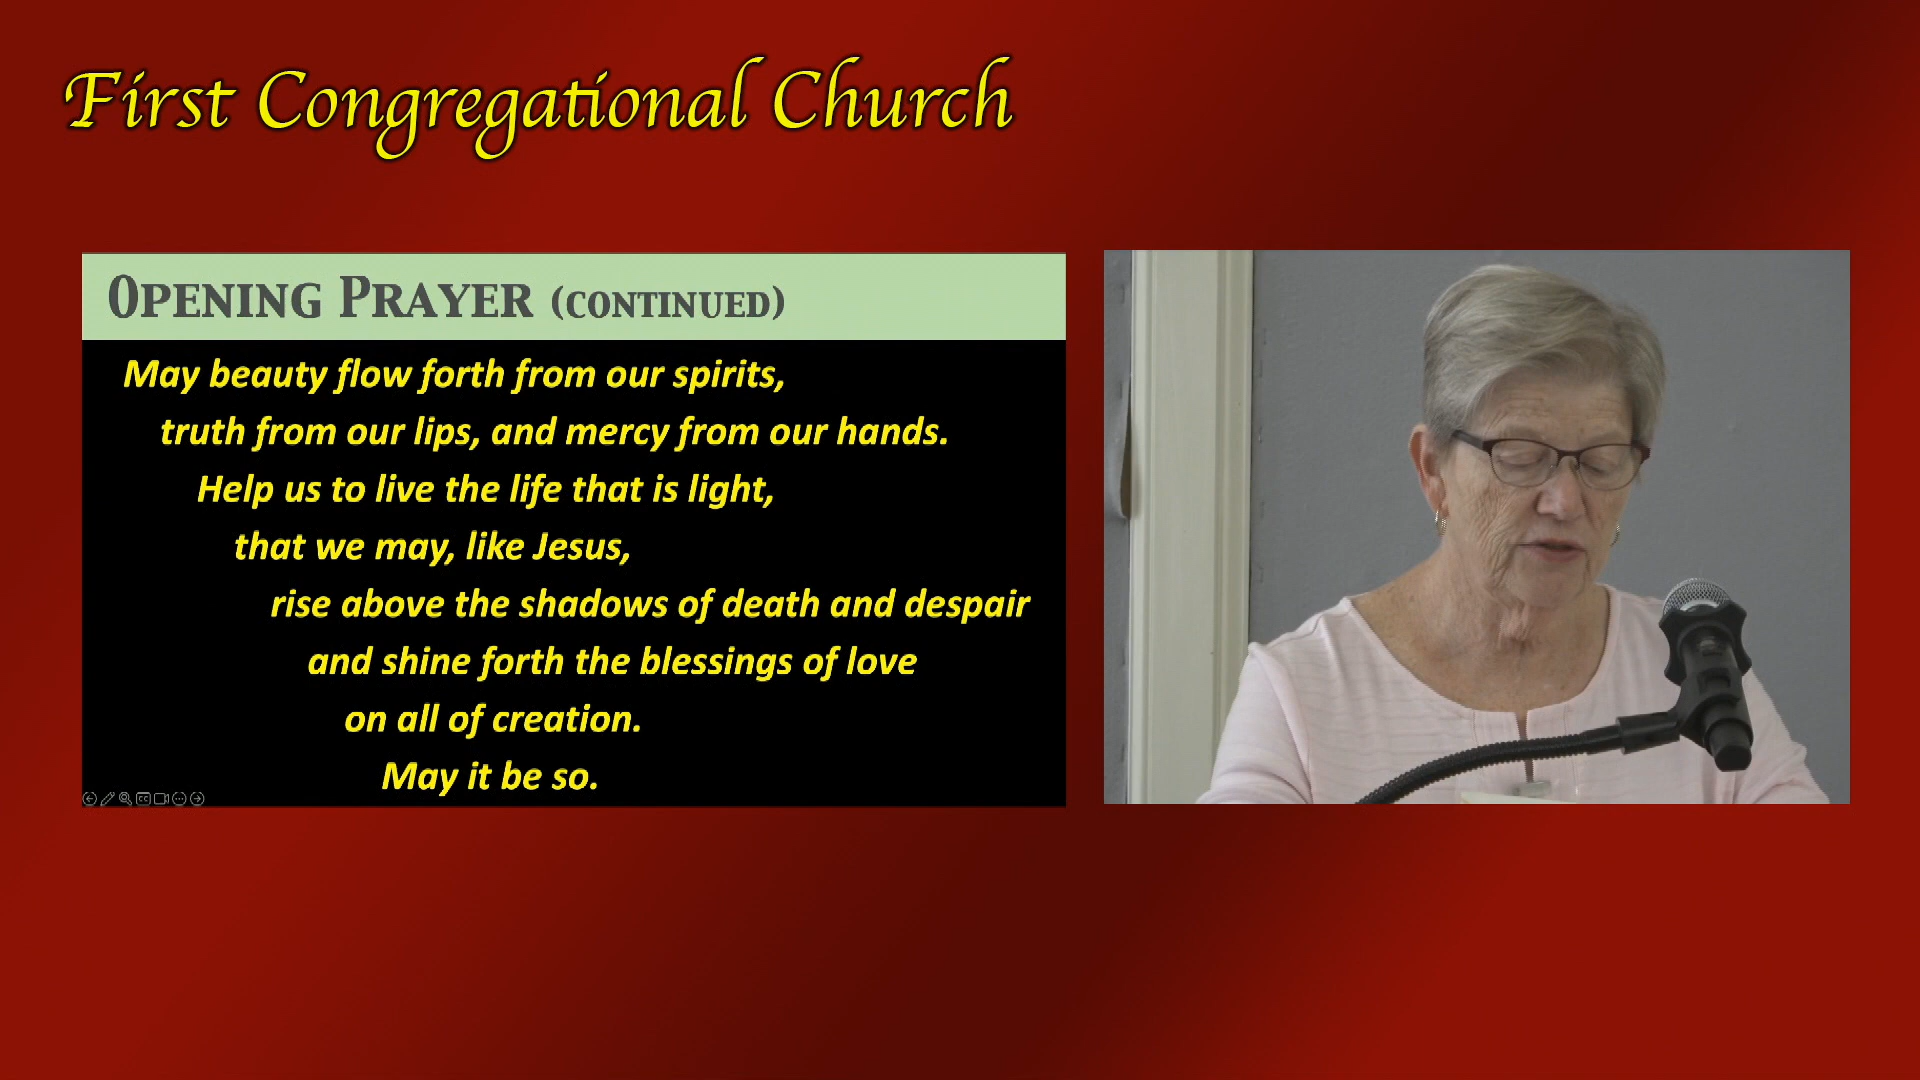 First Congregational Church
Opening Prayer (continued)
May beauty flow forth from our spirits,
truth from our lips, and mercy from our hands.
Help us to live the life that is light,
that we may, like Jesus,
rise above the shadows of death and despair
and shine forth the blessings of love
on all of creation.
May it be so.